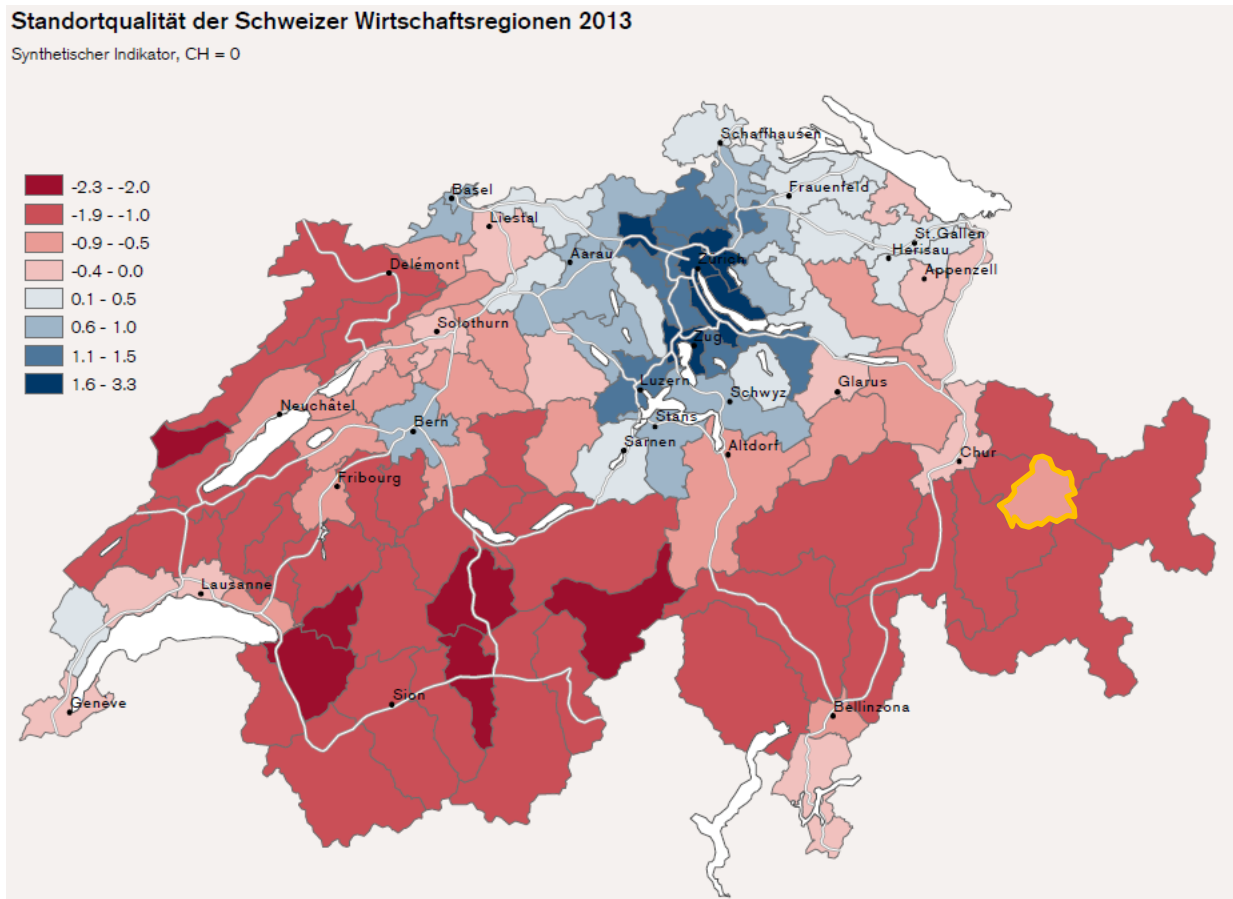 Standortqualität der Schweizer Wirtschaftsregionen 2013
Synthetischer Indikator, CH = 0
-2.3 - -2.0
-1.9 - -1.0
-0.9 - -0.5
-0.4 - 0.0
0.1 - 0.5
0.6 - 1.0
1.1 - 1.5
1.6 - 3.3
Schaffhausen
Basel
Frauenfeld
Liestal
St.Gallen
Herisau
Aarau
Zürich
Delémont
Appenzell
Solothurn
Zug
Luzern
Glarus
Schwyz
Neuchâtel
Stans
Bern
Sarnen
Altdorf
Chur
Fribourg
Lausanne
Sion
Geneve
Bellinzona